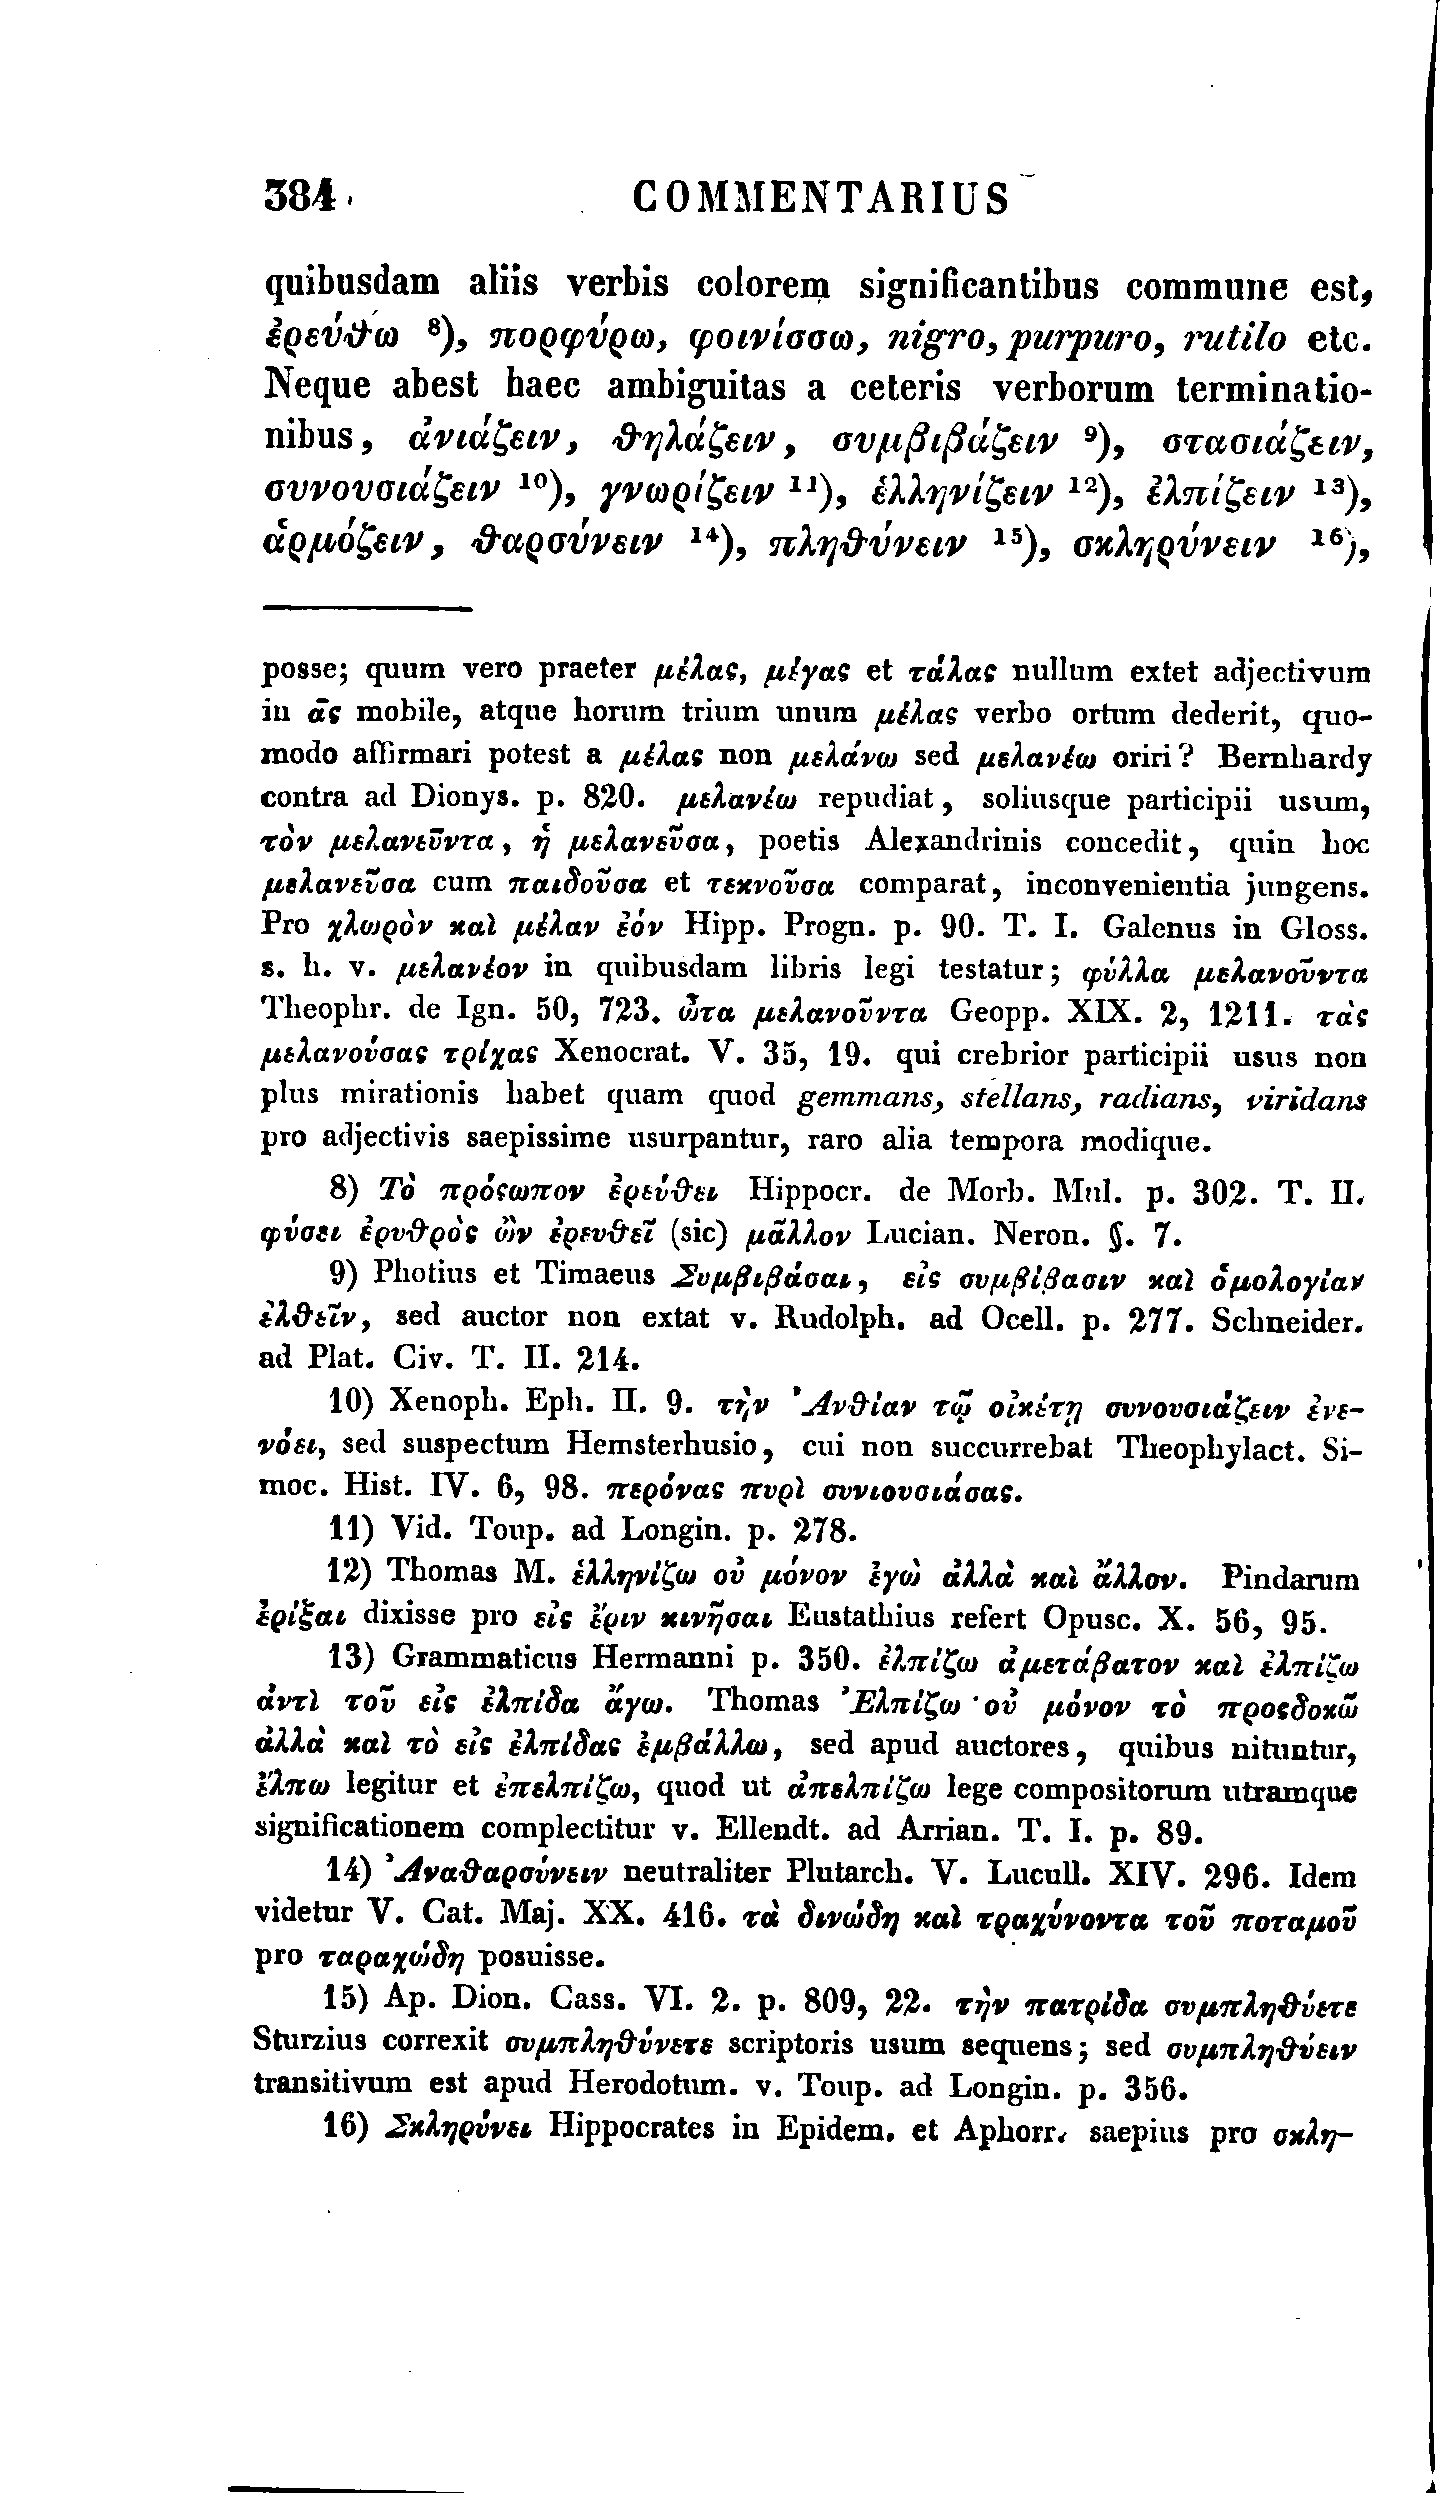 384 COMMENTARIUS
quibusdam aliis verbis colorem significantibus commune est,
ἐρεύθω ⁸), πορφύρω, φοινίσσω, nigro, purpuro, rutilo etc.
Neque abest haec ambiguitas a ceteris verborum terminatio-
nibus, ἀνιάζειν, θηλάζειν, συμβιβάζειν ⁹), στασιάζειν,
συνουσιάζειν ¹⁰), γνωρίζειν ¹¹), ἑλληνίζειν ¹²), ἐλπίζειν ¹³),
ἁρμόζειν, θαρσύνειν ¹⁴), πληθύνειν ¹⁵), σκληρύνειν ¹⁶),
posse; quum vero praeter μέλας, μέγας et τάλας nullum extet adjectivum
in ᾱς mobile, atque horum trium unum μέλας verbo ortum dederit, quo-
modo affirmari potest a μέλας non μελάνω sed μελανέω oriri? Bernhardy
contra ad Dionys. p. 820. μελανέω repudiat, soliusque participii usum,
τὸν μελανεῦντα, ἡ μελανεῦσα, poetis Alexandrinis concedit, quin hoc
μελανεῦσα cum παιδοῦσα et τεκνοῦσα comparat, inconvenientia jungens.
Pro χλωρὸν καὶ μέλαν ἐόν Hipp. Progn. p. 90. T. I. Galenus in Gloss.
s. h. v. μελανέον in quibusdam libris legi testatur; φύλλα μελανοῦντα
Theophr. de Ign. 50, 723. ὦτα μελανοῦντα Geopp. XIX. 2, 1211. τὰς
μελανούσας τρίχας Xenocrat. V. 35, 19. qui crebrior participii usus non
plus mirationis habet quam quod gemmans, stellans, radians, viridans
pro adjectivis saepissime usurpantur, raro alia tempora modique.
8) Τὸ πρόςωπον ἐρεύθει Hippocr. de Morb. Mul. p. 302. T. II.
φύσει ἐρυθρὸς ὢν ἐρευθεῖ (sic) μᾶλλον Lucian. Neron. §. 7.
9) Photius et Timaeus Συμβιβάσαι, εἰς συμβίβασιν καὶ ὁμολογίαν
ἐλθεῖν, sed auctor non extat v. Rudolph. ad Ocell. p. 277. Schneider.
ad Plat. Civ. T. II. 214.
10) Xenoph. Eph. II. 9. τὴν Ἀνθίαν τῷ οἰκέτῃ συνουσιάζειν ἐνε-
νόει, sed suspectum Hemsterhusio, cui non succurrebat Theophylact. Si-
moc. Hist. IV. 6, 98. περόνας πυρὶ συνιουσιάσας.
11) Vid. Toup. ad Longin. p. 278.
12) Thomas M. ἑλληνίζω οὐ μόνον ἐγὼ ἀλλὰ καὶ ἄλλον. Pindarum
ἐρίξαι dixisse pro εἰς ἔριν κινῆσαι Eustathius refert Opusc. X. 56, 95.
13) Grammaticus Hermanni p. 350. ἐλπίζω ἀμετάβατον καὶ ἐλπίζω
ἀντὶ τοῦ εἰς ἐλπίδα ἄγω. Thomas Ἐλπίζω · οὐ μόνον τὸ προςδοκῶ
ἀλλὰ καὶ τὸ εἰς ἐλπίδας ἐμβάλλω, sed apud auctores, quibus nituntur,
ἔλπω legitur et ἐπελπίζω, quod ut ἀπελπίζω lege compositorum utramque
significationem complectitur v. Ellendt. ad Arrian. T. I. p. 89.
14) Ἀναθαρσύνειν neutraliter Plutarch. V. Lucull. XIV. 296. Idem
videtur V. Cat. Maj. XX. 416. τὰ δινώδη καὶ τραχύνοντα τοῦ ποταμοῦ
pro ταραχώδη posuisse.
15) Ap. Dion. Cass. VI. 2. p. 809, 22. τὴν πατρίδα συμπληθύετε
Sturzius correxit συμπληθύνετε scriptoris usum sequens; sed συμπληθύειν
transitivum est apud Herodotum. v. Toup. ad Longin. p. 356.
16) Σκληρύνει Hippocrates in Epidem. et Aphorr. saepius pro σκλη-